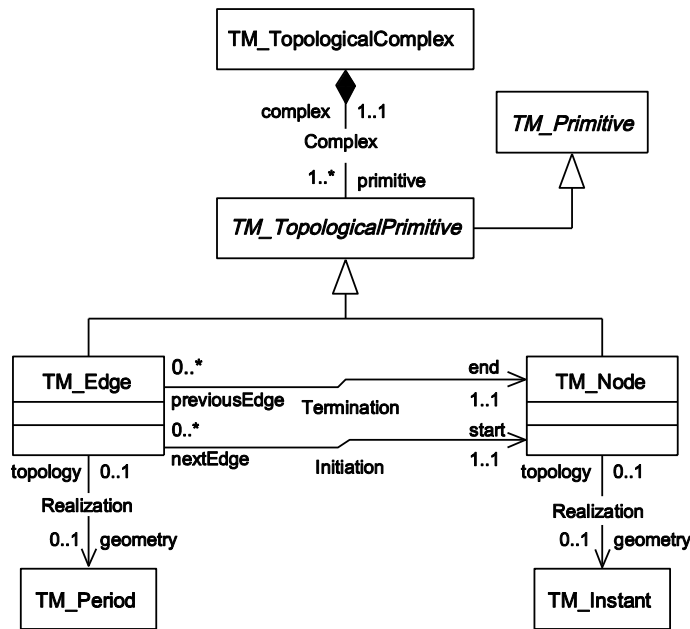 TM_TopologicalComplex
complex 1..1
Complex
1..* primitive
TM_Primitive
TM_TopologicalPrimitive
TM_Edge
0..*
previousEdge
Termination
end
1..1
0..*
nextEdge
Initiation
start
1..1
TM_Node
topology 0..1
Realization
0..1 geometry
TM_Period
topology 0..1
Realization
0..1 geometry
TM_Instant